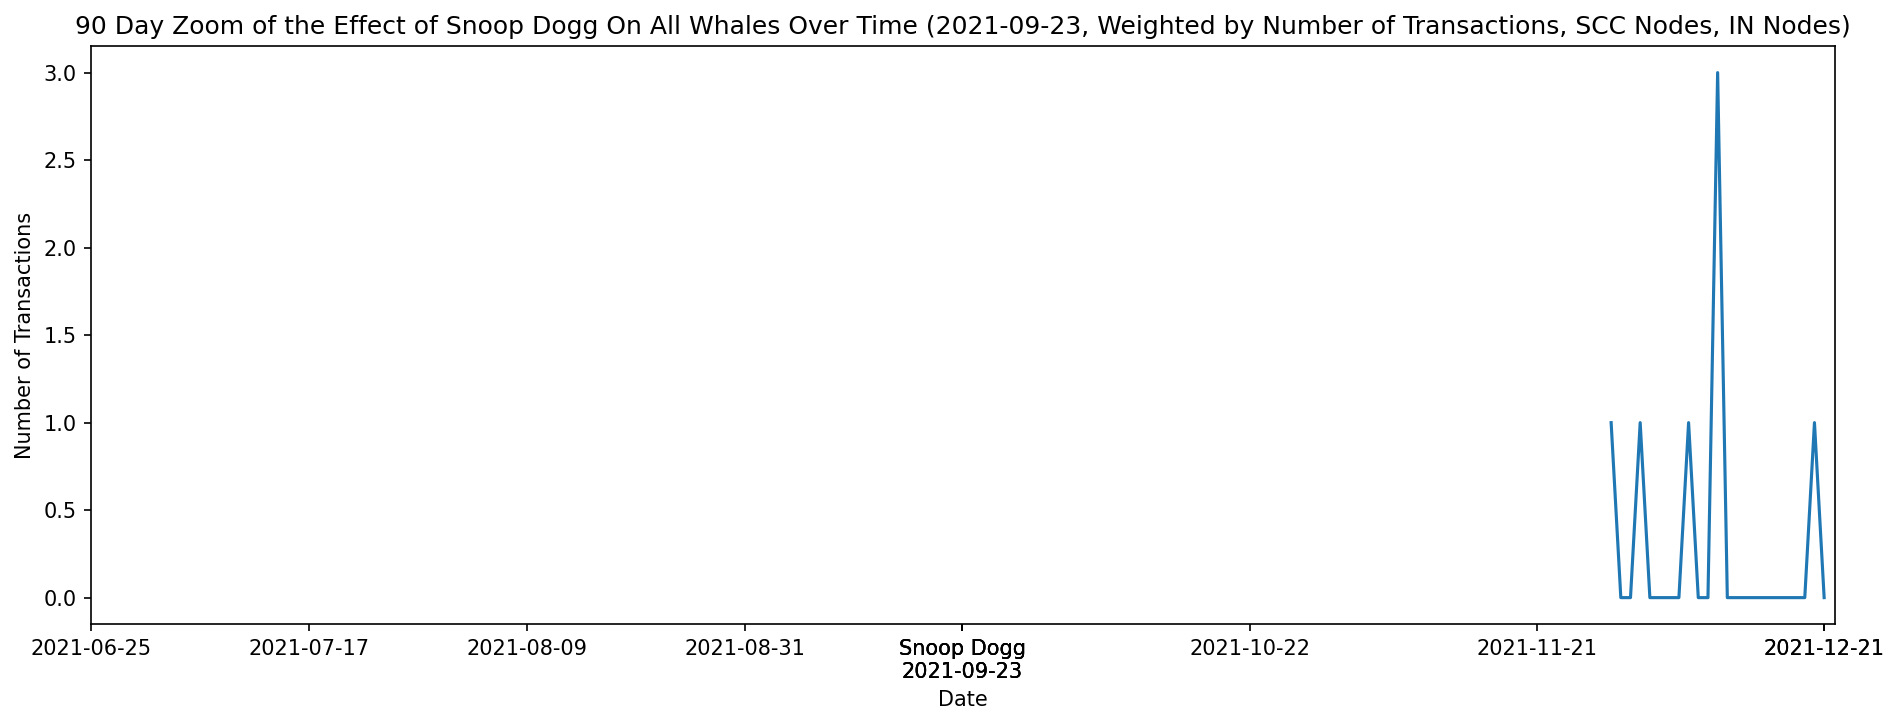 90 Day Zoom of the Effect of Snoop Dogg On All Whales Over Time (2021-09-23, Weighted by Number of Transactions, SCC Nodes, IN Nodes)
Number of Transactions
3.0
2.5
2.0
1.5
1.0
0.5
0.0
2021-06-25 2021-07-17 2021-08-09 2021-08-31 Snoop Dogg 2021-10-22 2021-11-21 2021-12-21
2021-09-23
Date